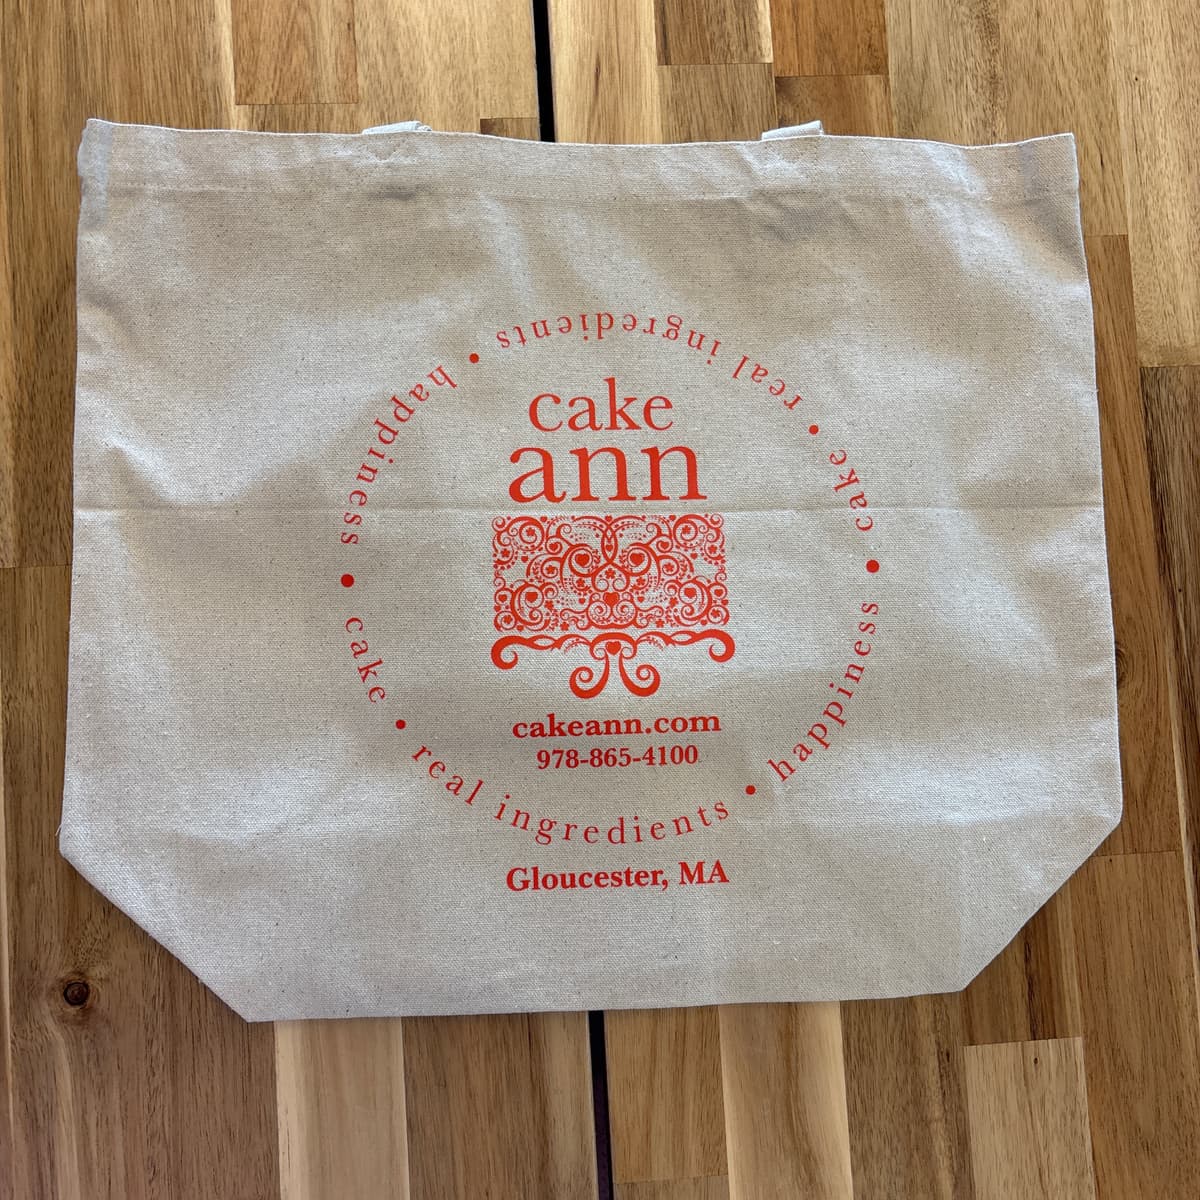 cake
ann
cakeann.com
978-865-4100
cake • real ingredients • happiness • cake • real ingredients • happiness •
Gloucester, MA